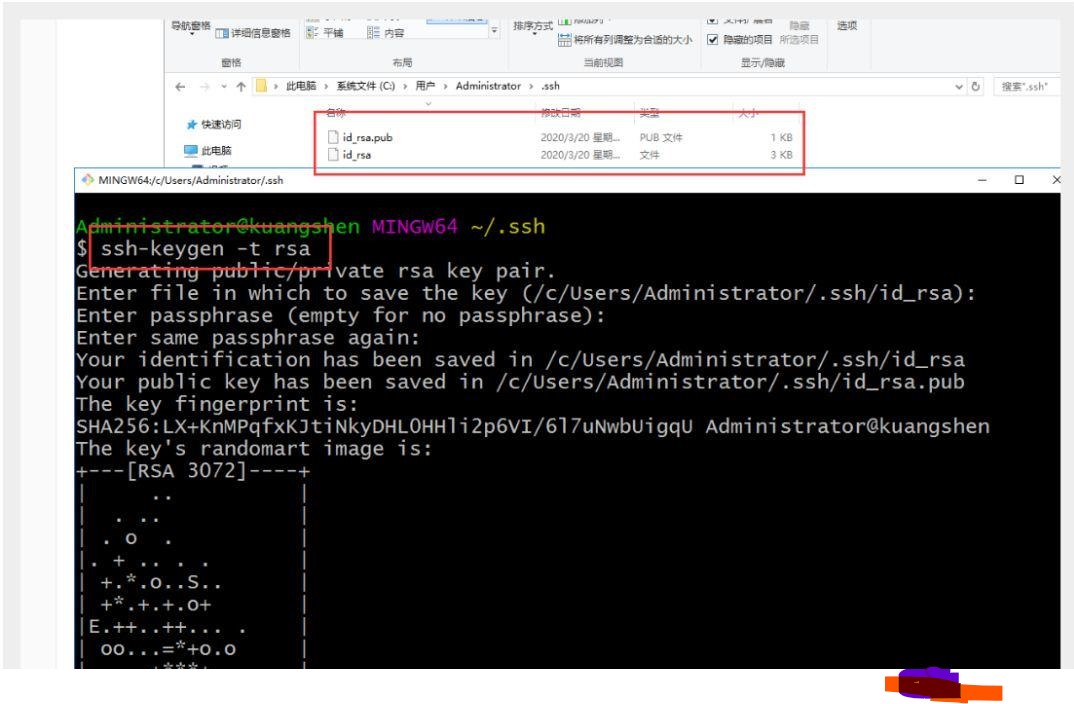 导航窗格
详细信息窗格
平铺
内容
排序方式
将所有列调整为合适的大小
隐藏的项目
隐藏
所选项目
选项
窗格
布局
当前视图
显示/隐藏
此电脑 › 系统文件 (C:) › 用户 › Administrator › .ssh
搜索".ssh"
名称 修改日期 类型 大小
快速访问
此电脑
id_rsa.pub 2020/3/20 星期... PUB 文件 1 KB
id_rsa 2020/3/20 星期... 文件 3 KB
MINGW64:/c/Users/Administrator/.ssh
Administrator@kuangshen MINGW64 ~/.ssh
$ ssh-keygen -t rsa
Generating public/private rsa key pair.
Enter file in which to save the key (/c/Users/Administrator/.ssh/id_rsa):
Enter passphrase (empty for no passphrase):
Enter same passphrase again:
Your identification has been saved in /c/Users/Administrator/.ssh/id_rsa
Your public key has been saved in /c/Users/Administrator/.ssh/id_rsa.pub
The key fingerprint is:
SHA256:LX+KnMPqfxKJtiNkyDHL0HHli2p6VI/6l7uNwbUigqU Administrator@kuangshen
The key's randomart image is:
+---[RSA 3072]----+
|      ..         |
|   . ..          |
|  . o  .         |
|. + .. . .       |
| +.*.o..S..      |
| +*.+.+.o+       |
|E.++..++... .    |
| oo...=*+o.o     |